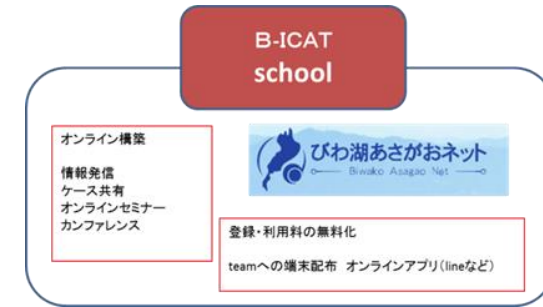 B-ICAT
school
オンライン構築
情報発信
ケース共有
オンラインセミナー
カンファレンス
びわ湖あさがおネット
Biwako Asagao Net
登録・利用料の無料化
teamへの端末配布 オンラインアプリ(lineなど)